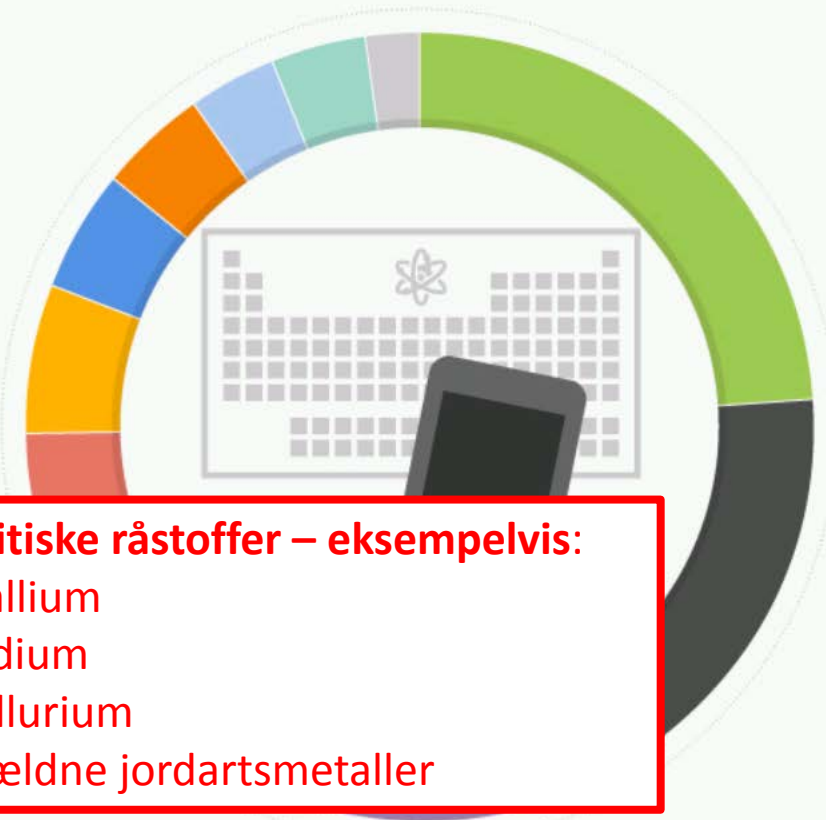 itiske råstoffer – eksempelvis:
llium
dium
llurium
ældne jordartsmetaller